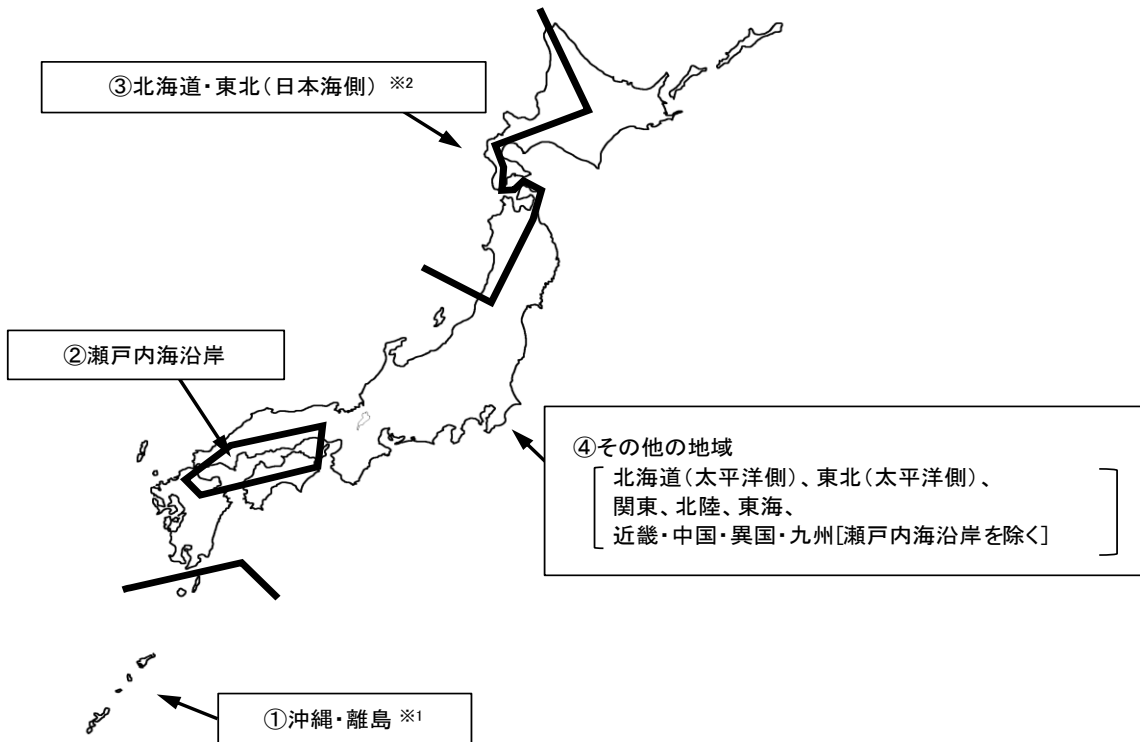 ③北海道・東北(日本海側) ※2
②瀬戸内海沿岸
④その他の地域
北海道(太平洋側)、東北(太平洋側)、
関東、北陸、東海、
近畿・中国・異国・九州[瀬戸内海沿岸を除く]
①沖縄・離島 ※1